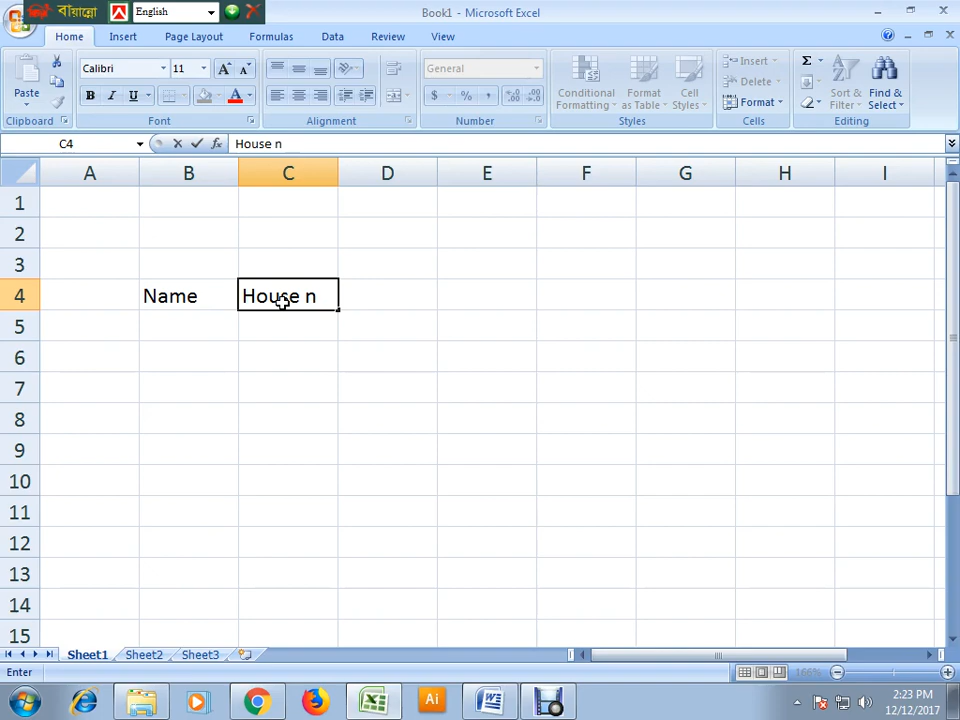 বায়ান্নো
English
Book1 - Microsoft Excel
Home Insert Page Layout Formulas Data Review View
Paste
Clipboard
Calibri 11
B I U
Font
Alignment
General
$ % ,
Number
Conditional Formatting
Format as Table
Cell Styles
Styles
Insert
Delete
Format
Cells
Σ
Sort & Filter
Find & Select
Editing
C4
fx
House n
A B C D E F G H I
1
2
3
4 Name House n
5
6
7
8
9
10
11
12
13
14
15
Sheet1 Sheet2 Sheet3
Enter
166%
Ai
2:23 PM
12/12/2017